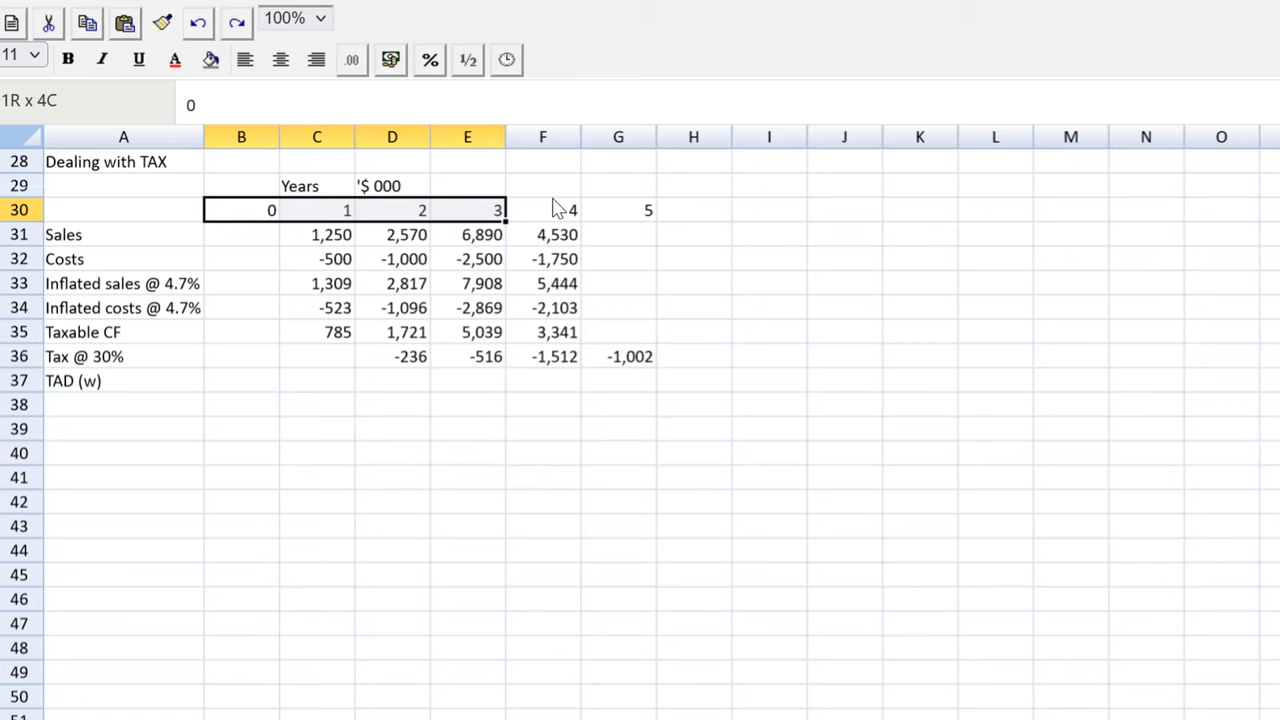 100%
11 B I U A .00 % 1/2
1R x 4C 0
A B C D E F G H I J K L M N O
28 Dealing with TAX
29 Years '$ 000
30 0 1 2 3 4 5
31 Sales 1,250 2,570 6,890 4,530
32 Costs -500 -1,000 -2,500 -1,750
33 Inflated sales @ 4.7% 1,309 2,817 7,908 5,444
34 Inflated costs @ 4.7% -523 -1,096 -2,869 -2,103
35 Taxable CF 785 1,721 5,039 3,341
36 Tax @ 30% -236 -516 -1,512 -1,002
37 TAD (w)
38
39
40
41
42
43
44
45
46
47
48
49
50
51